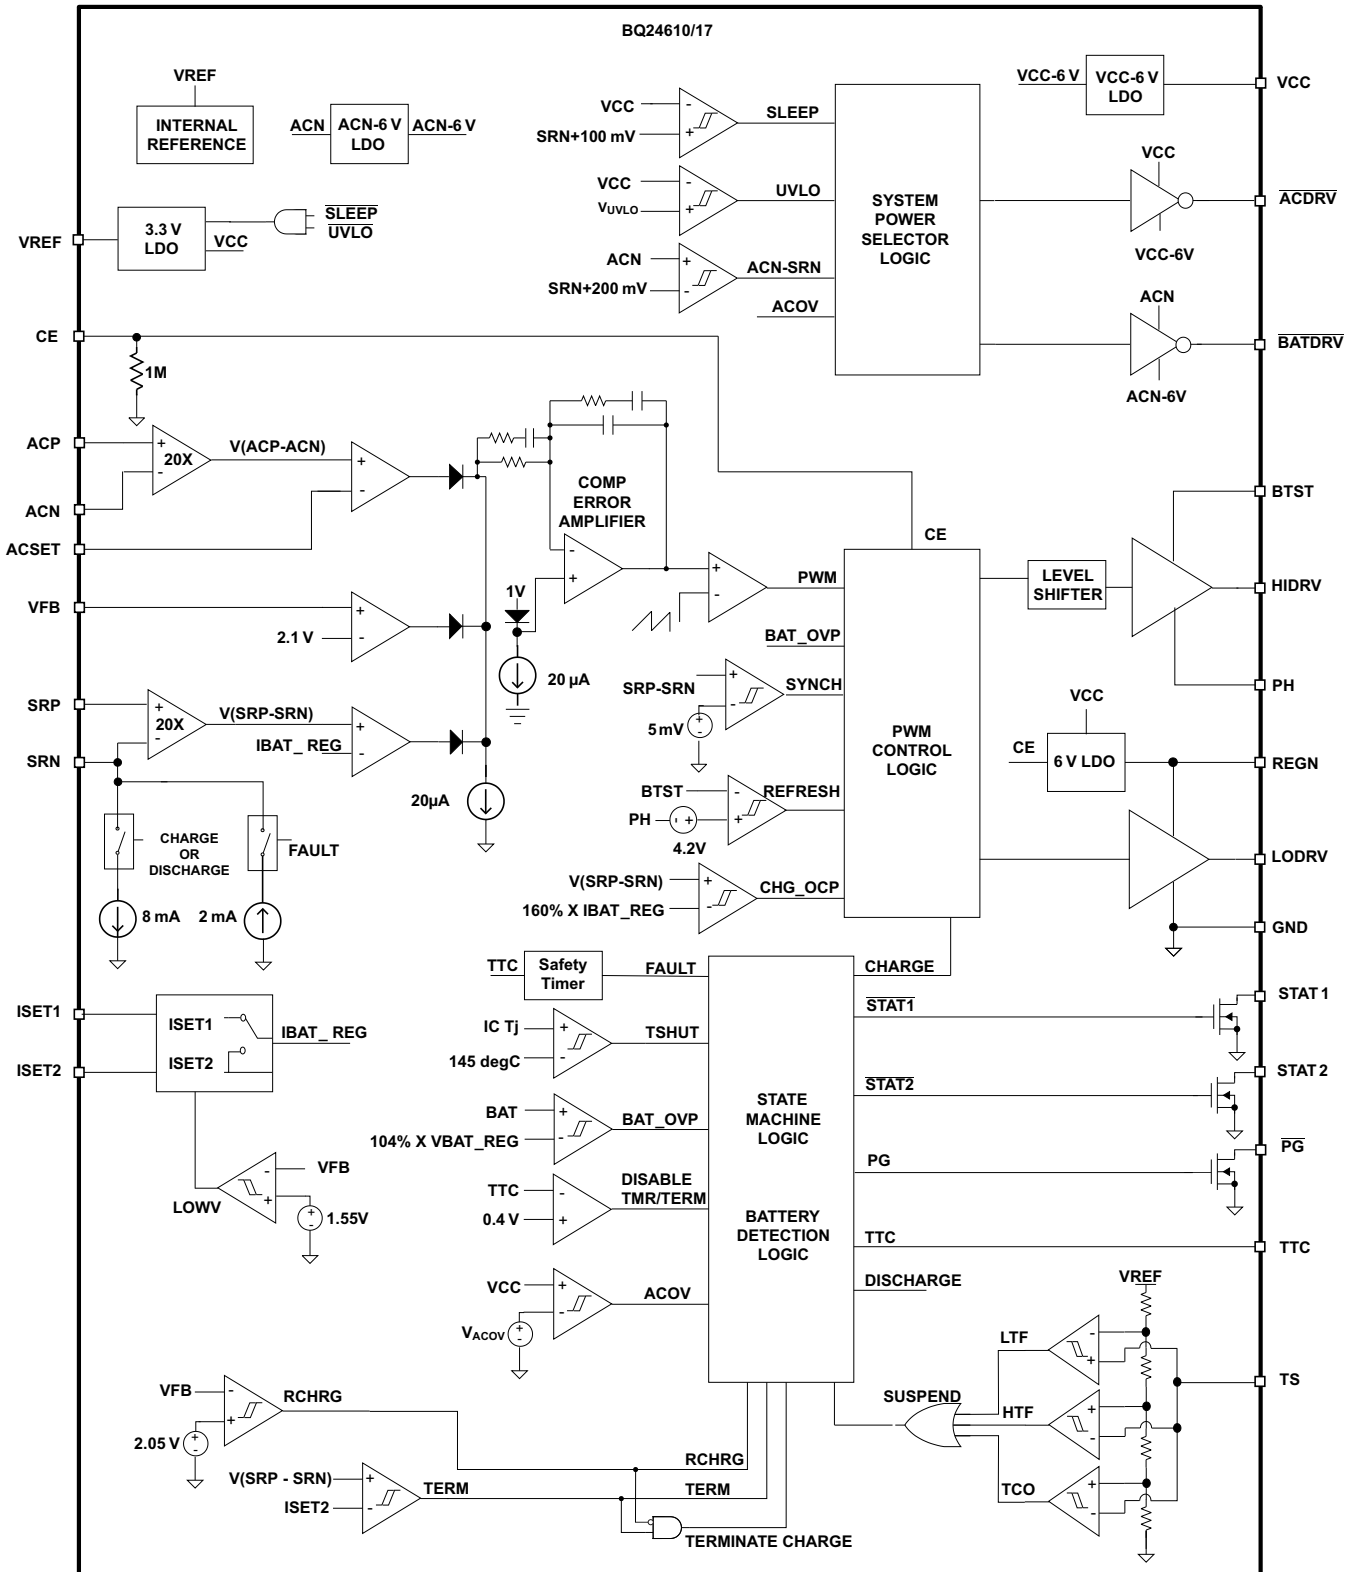 BQ24610/17
VREF
INTERNAL
REFERENCE
ACN
ACN-6 V
LDO
ACN-6 V
VCC
SRN+100 mV
-
+
SLEEP
VCC
VUVLO
-
+
UVLO
ACN
SRN+200 mV
+
-
ACN-SRN
ACOV
SYSTEM
POWER
SELECTOR
LOGIC
VCC-6 V
VCC-6 V
LDO
VCC
VCC
VCC-6V
ACDRV
ACN
ACN-6V
BATDRV
VREF
3.3 V
LDO
VCC
SLEEP
UVLO
CE
1M
ACP
ACN
ACSET
+
-
20X
V(ACP-ACN)
+
-
COMP
ERROR
AMPLIFIER
-
+
1V
20 µA
VFB
2.1 V
+
-
SRP
SRN
+
-
20X
V(SRP-SRN)
IBAT_ REG
+
-
20µA
CHARGE
OR
DISCHARGE
FAULT
8 mA
2 mA
+
-
PWM
CE
BAT_OVP
SRP-SRN
+
-
SYNCH
+
-
5 mV
BTST
PH
- +
4.2V
-
+
REFRESH
V(SRP-SRN)
160% X IBAT_REG
+
-
CHG_OCP
PWM
CONTROL
LOGIC
LEVEL
SHIFTER
BTST
HIDRV
PH
VCC
CE
6 V LDO
REGN
LODRV
GND
ISET1
ISET2
ISET1
ISET2
IBAT_ REG
-
+
VFB
LOWV
+
-
1.55V
TTC
Safety
Timer
FAULT
IC Tj
145 degC
+
-
TSHUT
BAT
104% X VBAT_REG
+
-
BAT_OVP
TTC
0.4 V
-
+
DISABLE
TMR/TERM
VCC
+
-
ACOV
VACOV
+
-
STATE
MACHINE
LOGIC
BATTERY
DETECTION
LOGIC
CHARGE
STAT1
STAT2
PG
TTC
DISCHARGE
STAT 1
STAT 2
PG
TTC
VREF
LTF
-
+
SUSPEND
HTF
+
-
TCO
+
-
TS
VFB
-
+
RCHRG
2.05 V
+
-
V(SRP - SRN)
ISET2
+
-
TERM
RCHRG
TERM
TERMINATE CHARGE